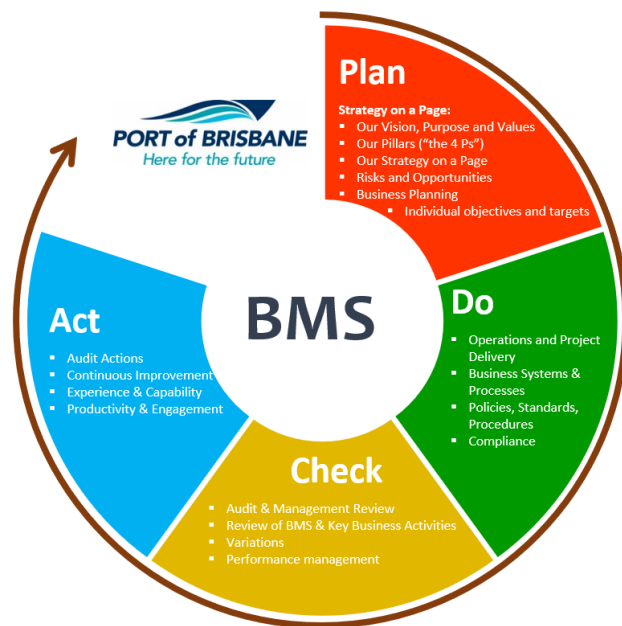 PORT of BRISBANE
Here for the future
Plan
Strategy on a Page:
Our Vision, Purpose and Values
Our Pillars ("the 4 Ps")
Our Strategy on a Page
Risks and Opportunities
Business Planning
Individual objectives and targets
Do
Operations and Project
Delivery
Business Systems &
Processes
Policies, Standards,
Procedures
Compliance
Check
Audit & Management Review
Review of BMS & Key Business Activities
Variations
Performance management
Act
Audit Actions
Continuous Improvement
Experience & Capability
Productivity & Engagement
BMS